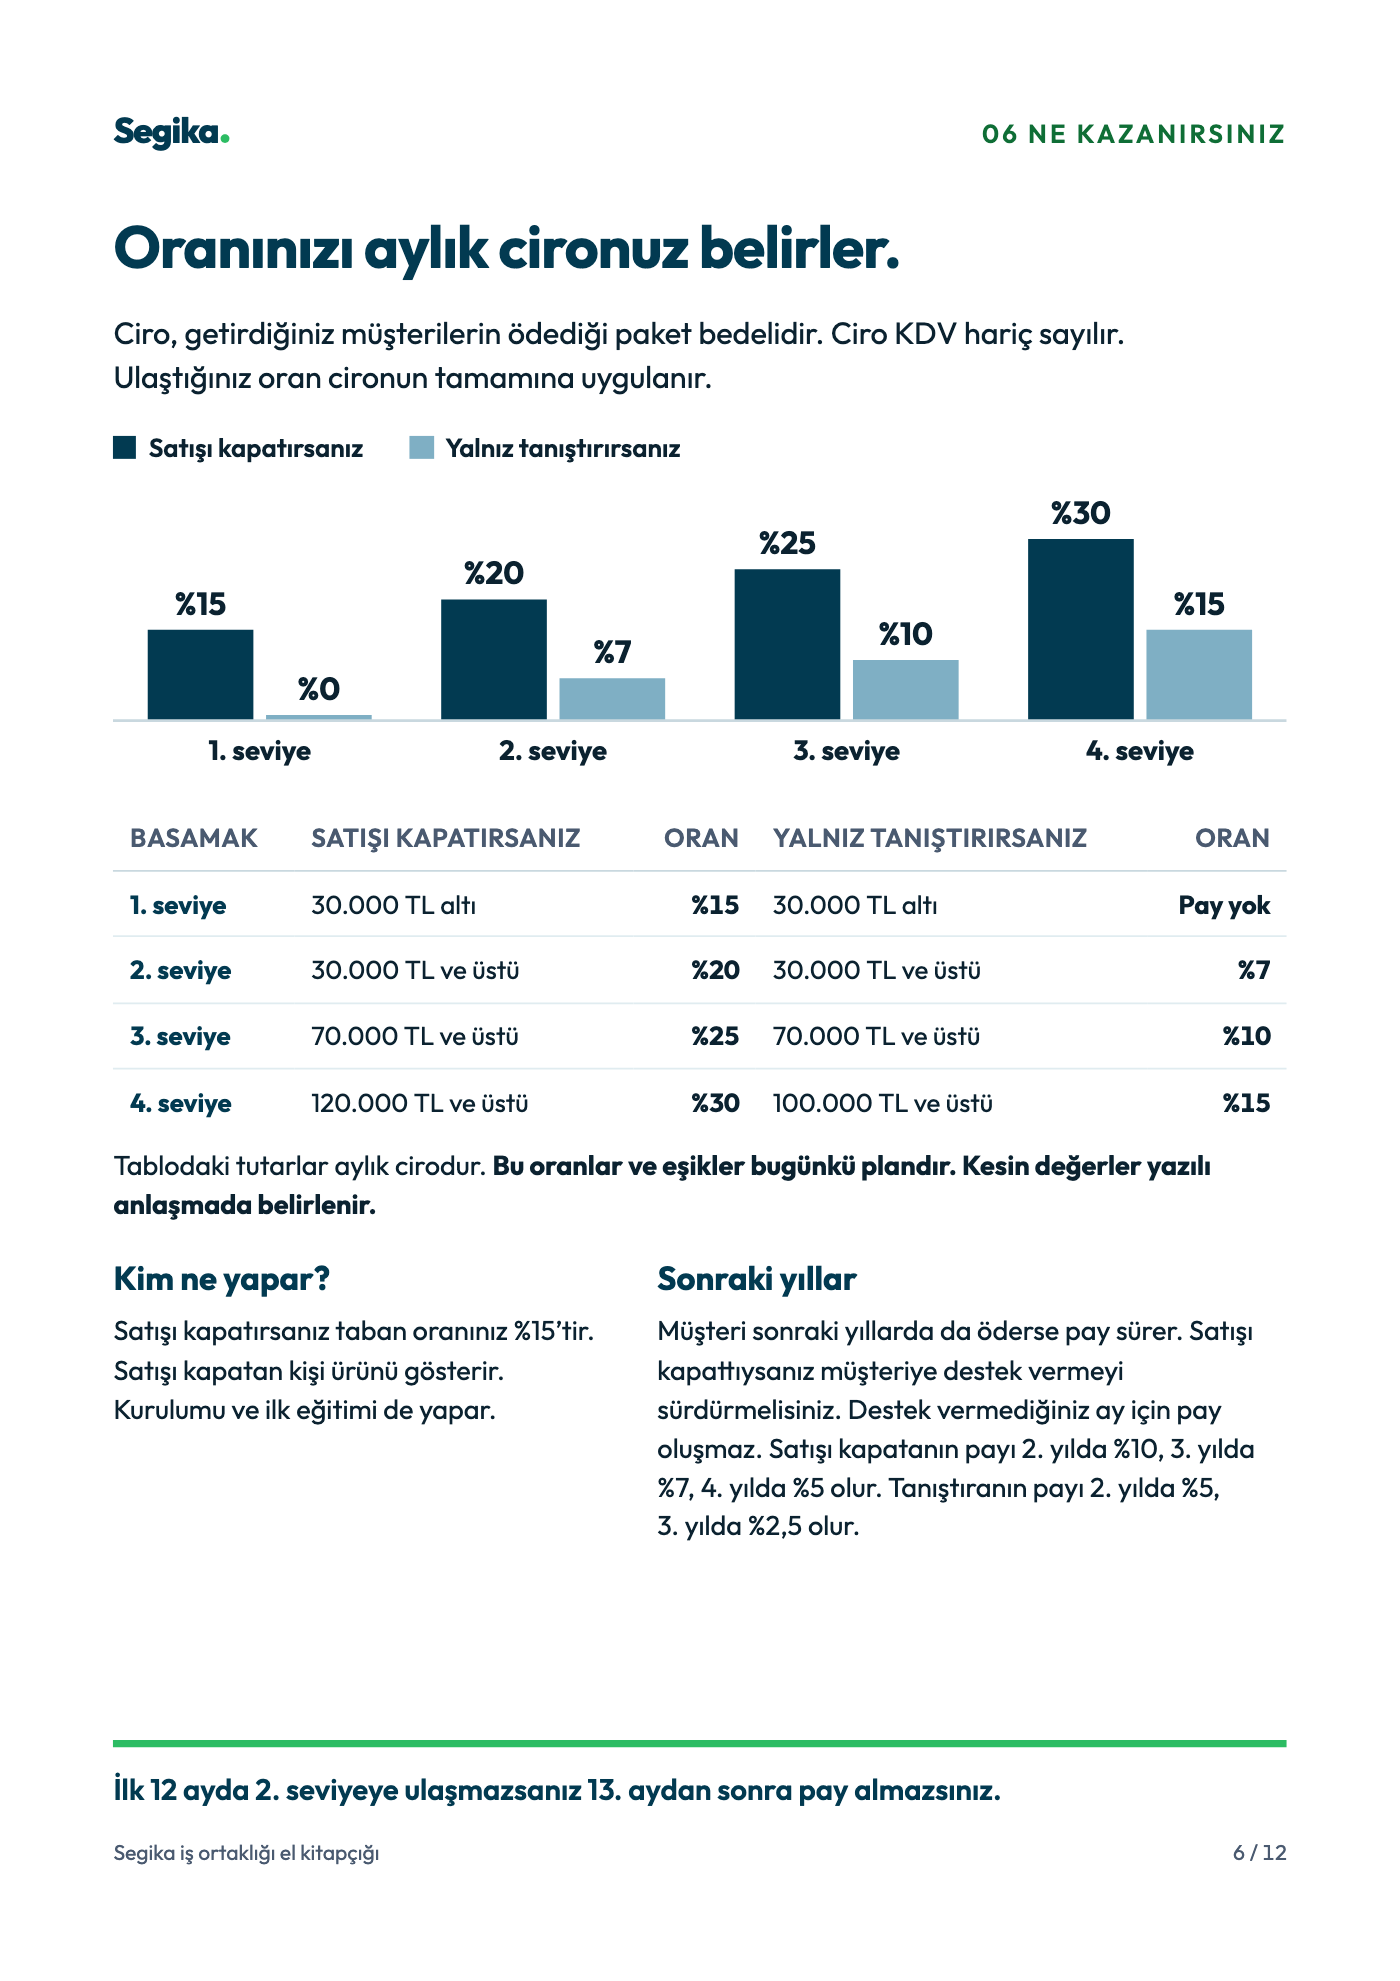 Segika.
06 NE KAZANIRSINIZ
Oranınızı aylık cironuz belirler.
Ciro, getirdiğiniz müşterilerin ödediği paket bedelidir. Ciro KDV hariç sayılır.
Ulaştığınız oran cironun tamamına uygulanır.
Satışı kapatırsanız
Yalnız tanıştırırsanız
%15
%0
%20
%7
%25
%10
%30
%15
1. seviye
2. seviye
3. seviye
4. seviye
BASAMAK SATIŞI KAPATIRSANIZ ORAN YALNIZ TANIŞTIRIRSANIZ ORAN
1. seviye 30.000 TL altı %15 30.000 TL altı Pay yok
2. seviye 30.000 TL ve üstü %20 30.000 TL ve üstü %7
3. seviye 70.000 TL ve üstü %25 70.000 TL ve üstü %10
4. seviye 120.000 TL ve üstü %30 100.000 TL ve üstü %15
Tablodaki tutarlar aylık cirodur. Bu oranlar ve eşikler bugünkü plandır. Kesin değerler yazılı
anlaşmada belirlenir.
Kim ne yapar?
Satışı kapatırsanız taban oranınız %15’tir.
Satışı kapatan kişi ürünü gösterir.
Kurulumu ve ilk eğitimi de yapar.
Sonraki yıllar
Müşteri sonraki yıllarda da öderse pay sürer. Satışı
kapattıysanız müşteriye destek vermeyi
sürdürmelisiniz. Destek vermediğiniz ay için pay
oluşmaz. Satışı kapatanın payı 2. yılda %10, 3. yılda
%7, 4. yılda %5 olur. Tanıştıranın payı 2. yılda %5,
3. yılda %2,5 olur.
İlk 12 ayda 2. seviyeye ulaşmazsanız 13. aydan sonra pay almazsınız.
Segika iş ortaklığı el kitapçığı
6 / 12